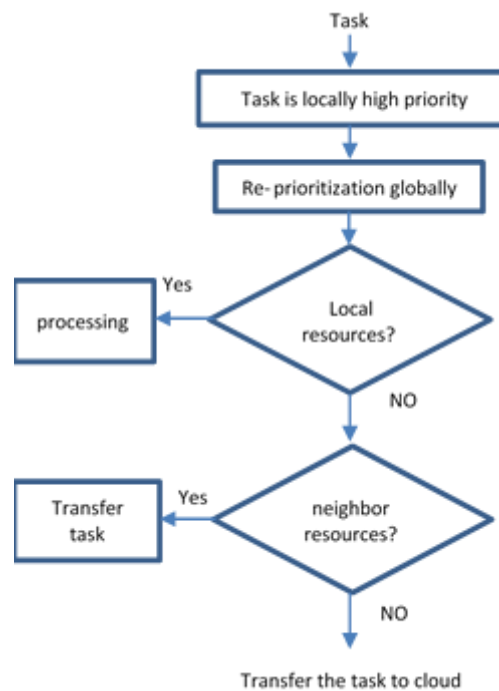 Task
Task is locally high priority
Re- prioritization globally
Local
resources?
Yes
processing
NO
neighbor
resources?
Yes
Transfer
task
NO
Transfer the task to cloud